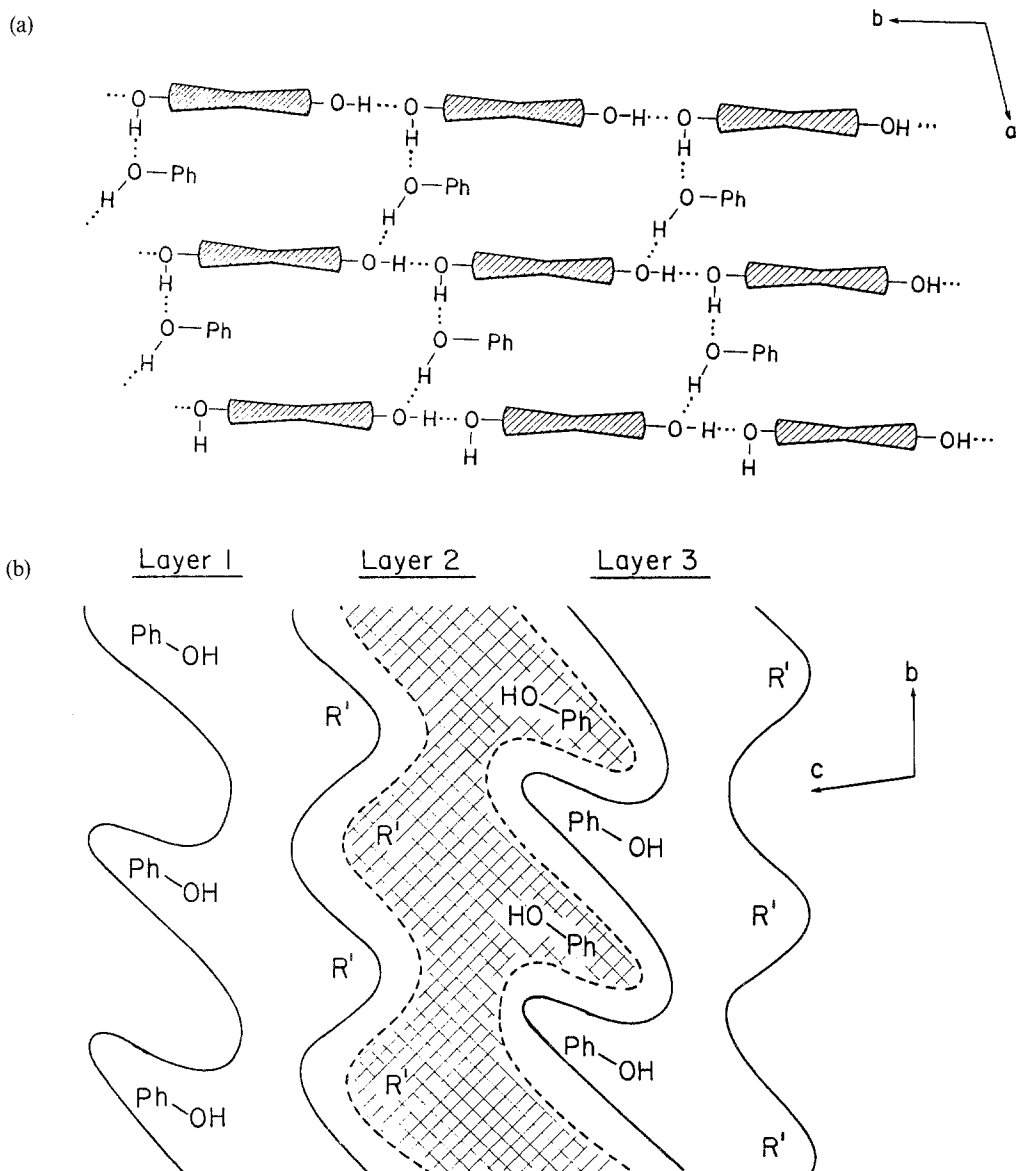 (a)
b
a
··· O O-H ··· O O-H ··· O OH ···
H H H
O-Ph O-Ph O-Ph
H H H
··· O O-H ··· O O-H ··· O OH ···
H H H
O-Ph O-Ph O-Ph
H H H
··· O O-H ··· O O-H ··· O OH ···
H H H
(b)
Layer 1 Layer 2 Layer 3
Ph OH
R' HO Ph R' b
c
R' Ph OH
Ph OH
HO Ph R'
R'
R' Ph OH
Ph OH
R'